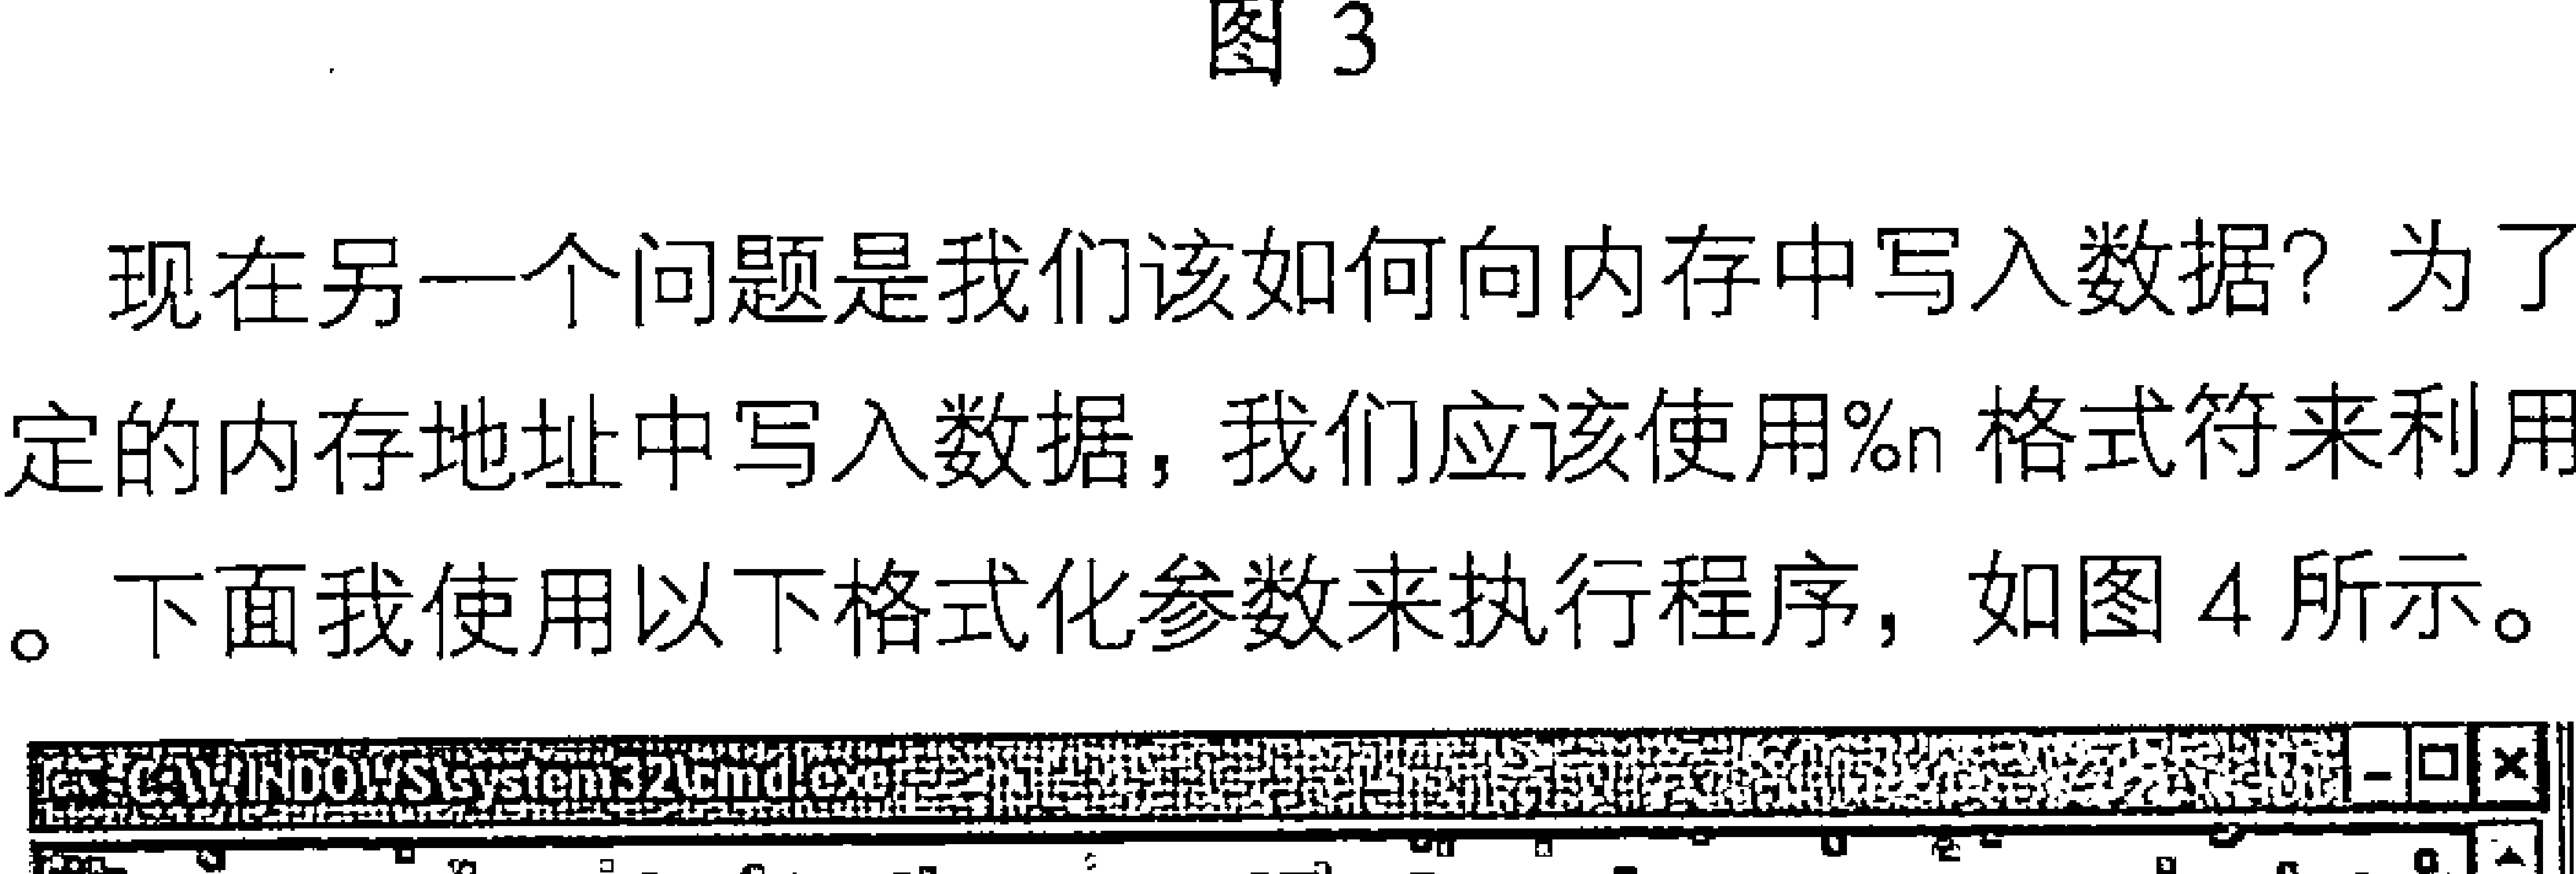 图 3
现在另一个问题是我们该如何向内存中写入数据？为了
定的内存地址中写入数据，我们应该使用%n 格式符来利用
。下面我使用以下格式化参数来执行程序，如图 4 所示。
C:\WINDOWS\system32\cmd.exe